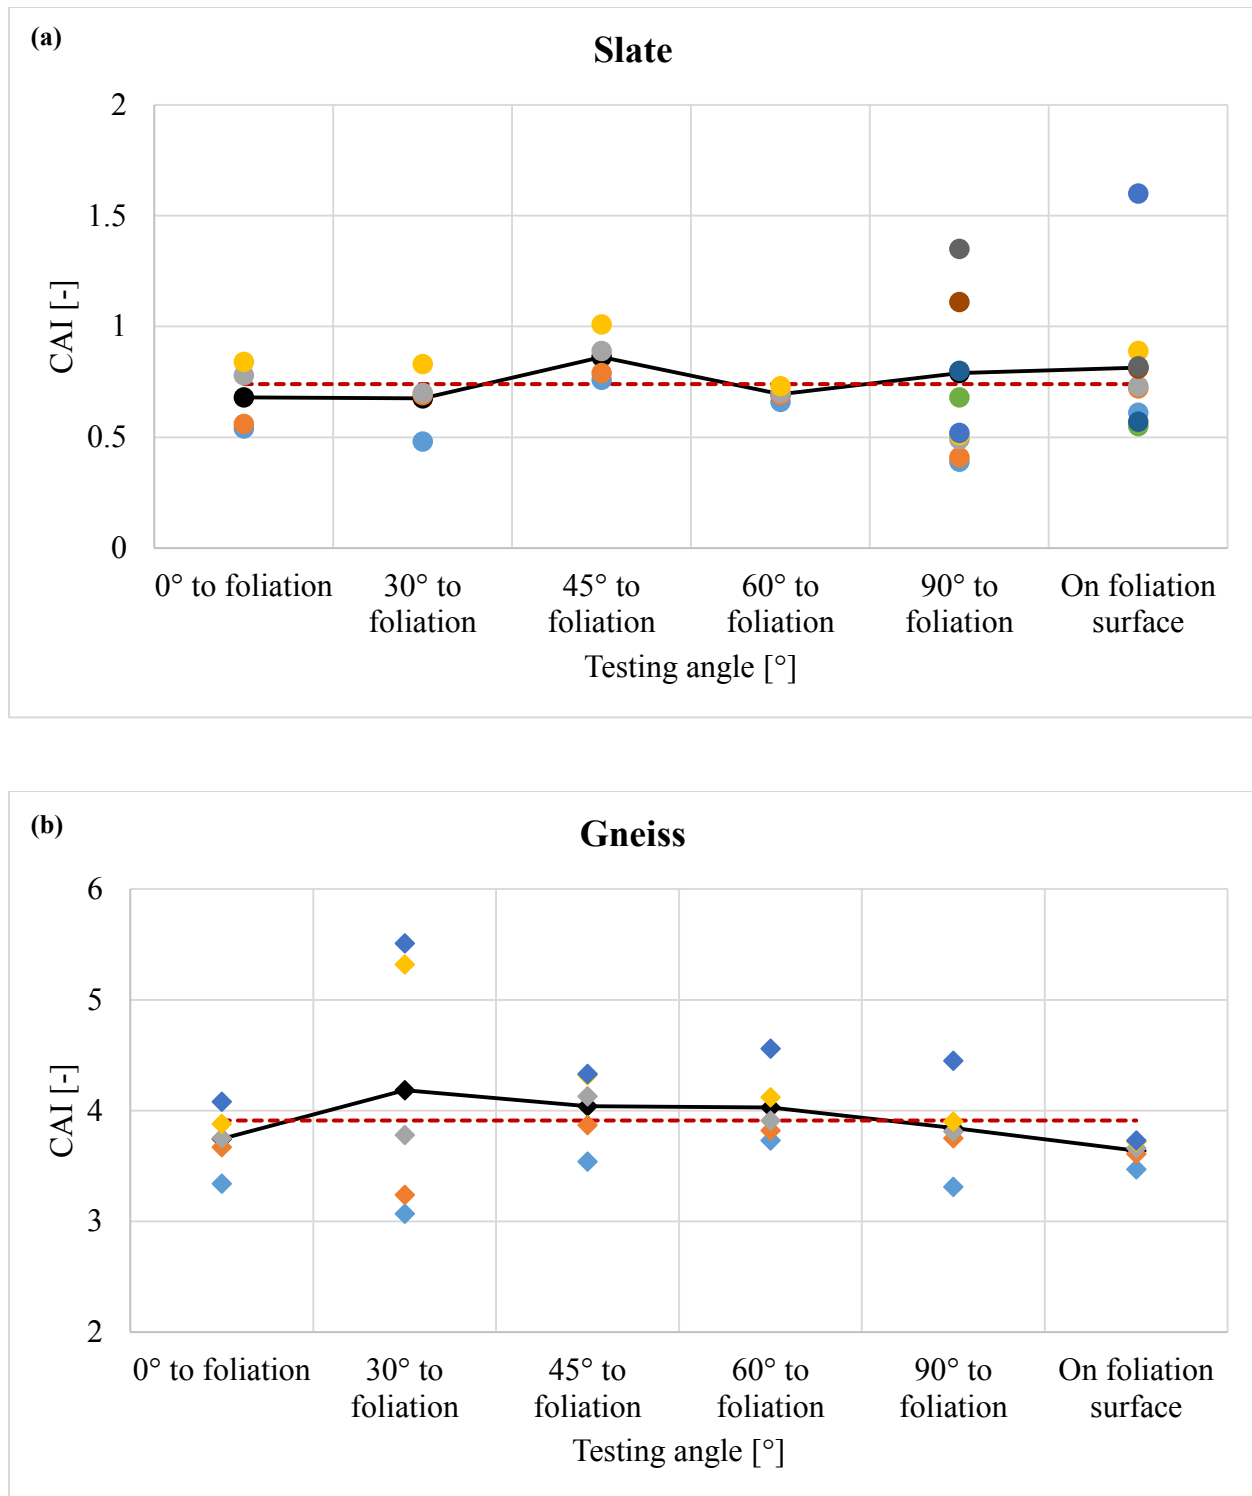 (a)
Slate
2
1.5
1
0.5
0
CAI [-]
0° to foliation
30° to
foliation
45° to
foliation
60° to
foliation
90° to
foliation
On foliation
surface
Testing angle [°]
(b)
Gneiss
6
5
4
3
2
CAI [-]
0° to foliation
30° to
foliation
45° to
foliation
60° to
foliation
90° to
foliation
On foliation
surface
Testing angle [°]